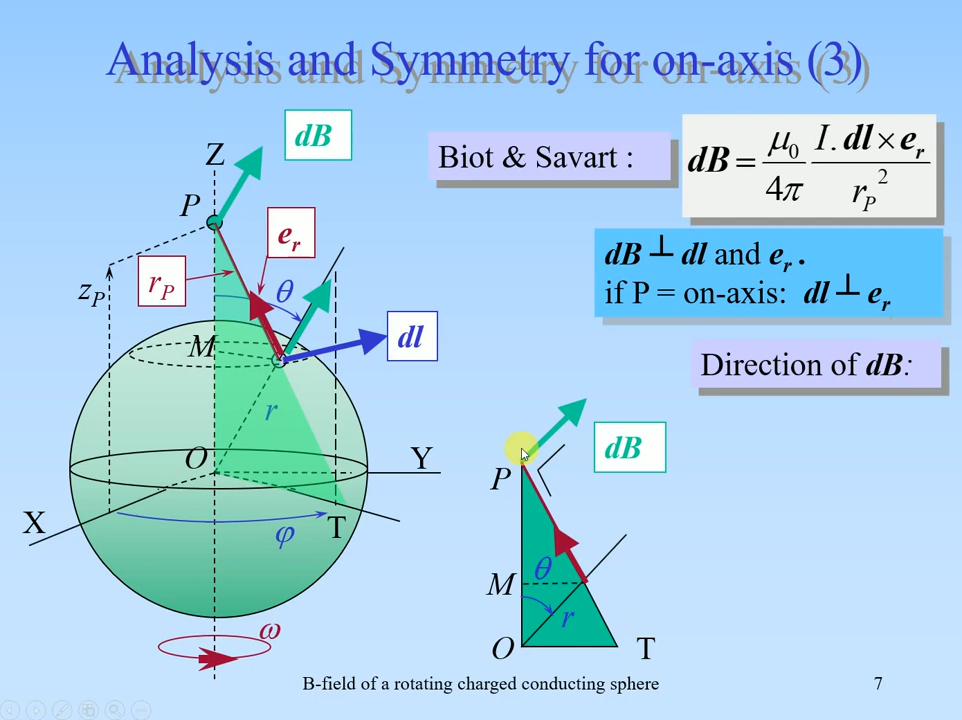 Analysis and Symmetry for on-axis (3)
dB
Z
Biot & Savart :
dB = μ₀/4π I.dl×e_r / r_P²
P
e_r
dB ┴ dl and e_r .
if P = on-axis: dl ┴ e_r
z_P
r_P
θ
M
dl
Direction of dB:
r
O
Y
dB
P
X
φ
T
θ
M
r
ω
O
T
B-field of a rotating charged conducting sphere
7